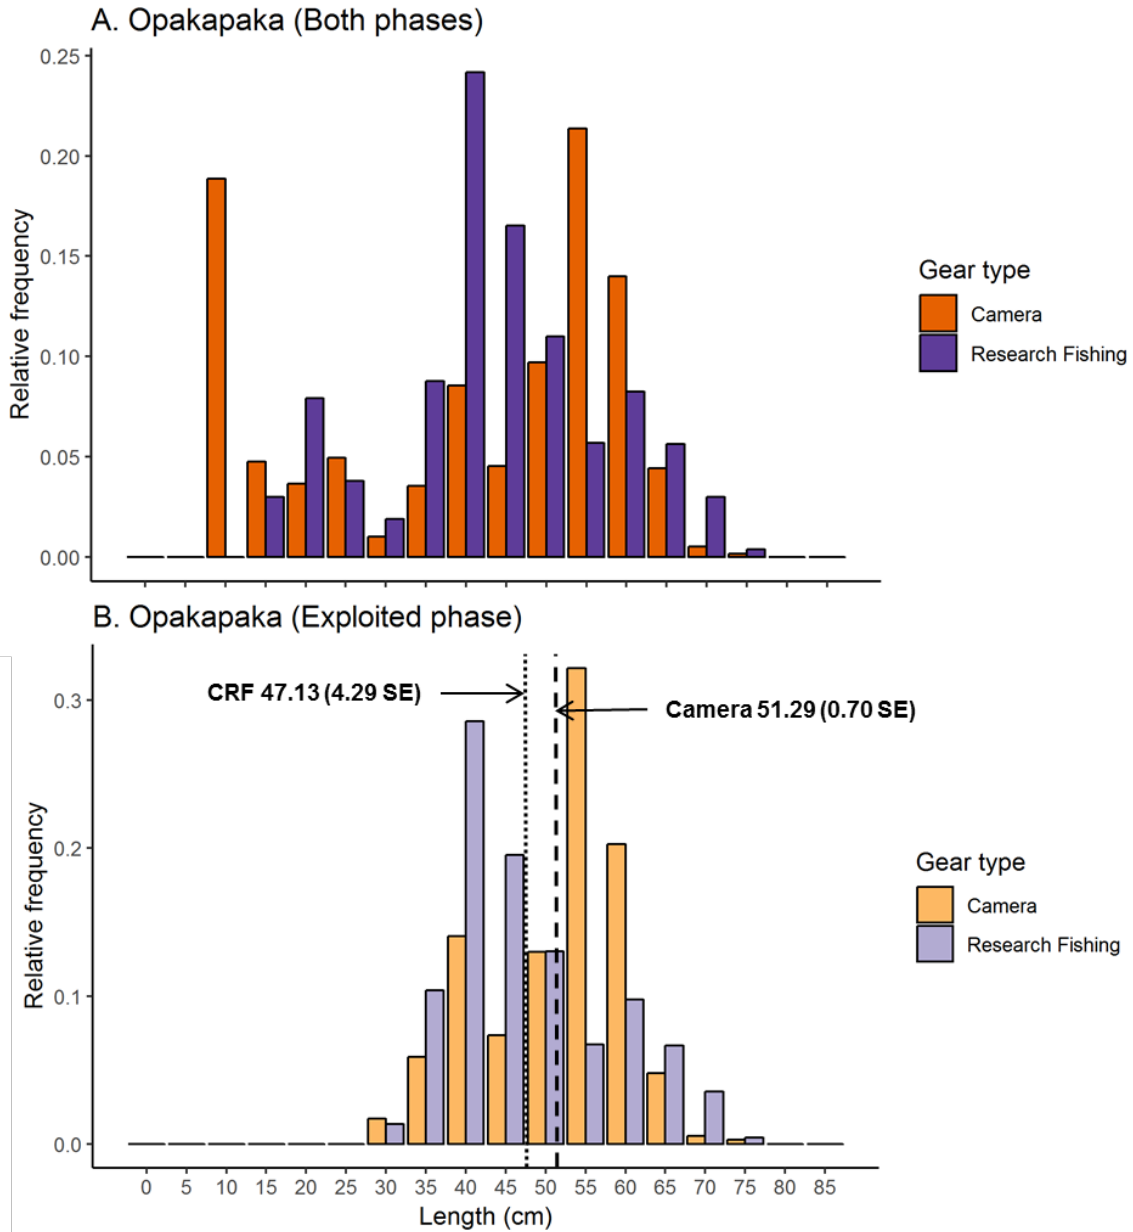 A. Opakapaka (Both phases)
0.25
0.20
0.15
0.10
0.05
0.00
Relative frequency
Gear type
Camera
Research Fishing
B. Opakapaka (Exploited phase)
CRF 47.13 (4.29 SE)
Camera 51.29 (0.70 SE)
0.3
0.2
0.1
0.0
Relative frequency
Gear type
Camera
Research Fishing
0 5 10 15 20 25 30 35 40 45 50 55 60 65 70 75 80 85
Length (cm)